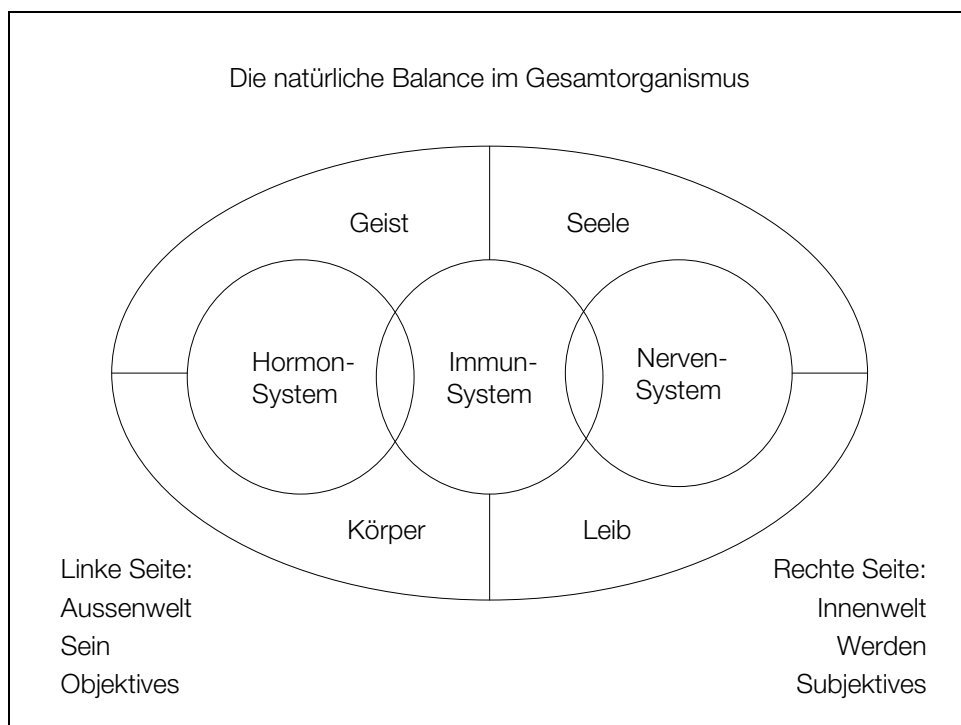 Die natürliche Balance im Gesamtorganismus
Geist
Seele
Hormon-
System
Immun-
System
Nerven-
System
Körper
Leib
Linke Seite:
Aussenwelt
Sein
Objektives
Rechte Seite:
Innenwelt
Werden
Subjektives